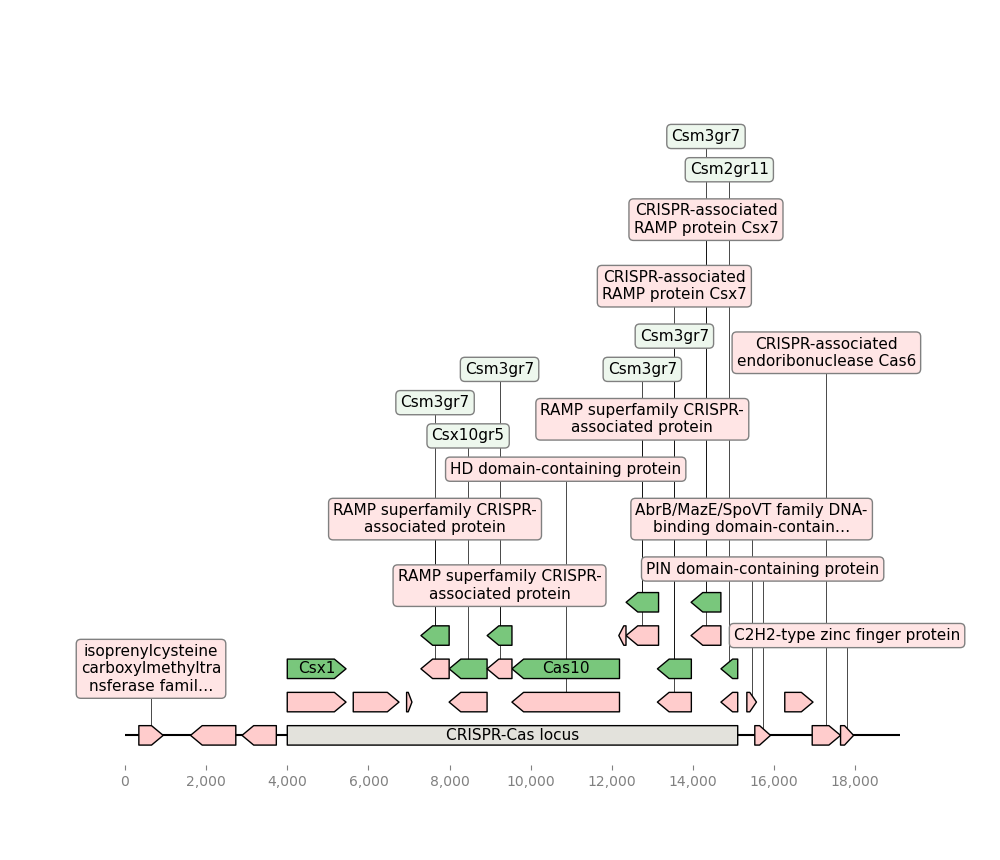 Csm3gr7
Csm2gr11
CRISPR-associated
RAMP protein Csx7
CRISPR-associated
RAMP protein Csx7
Csm3gr7
CRISPR-associated
endoribonuclease Cas6
Csm3gr7
Csm3gr7
Csm3gr7
RAMP superfamily CRISPR-
associated protein
Csx10gr5
HD domain-containing protein
RAMP superfamily CRISPR-
associated protein
AbrB/MazE/SpoVT family DNA-
binding domain-contain…
PIN domain-containing protein
RAMP superfamily CRISPR-
associated protein
C2H2-type zinc finger protein
isoprenylcysteine
carboxylmethyltra
nsferase famil…
Csx1
Cas10
CRISPR-Cas locus
0
2,000
4,000
6,000
8,000
10,000
12,000
14,000
16,000
18,000